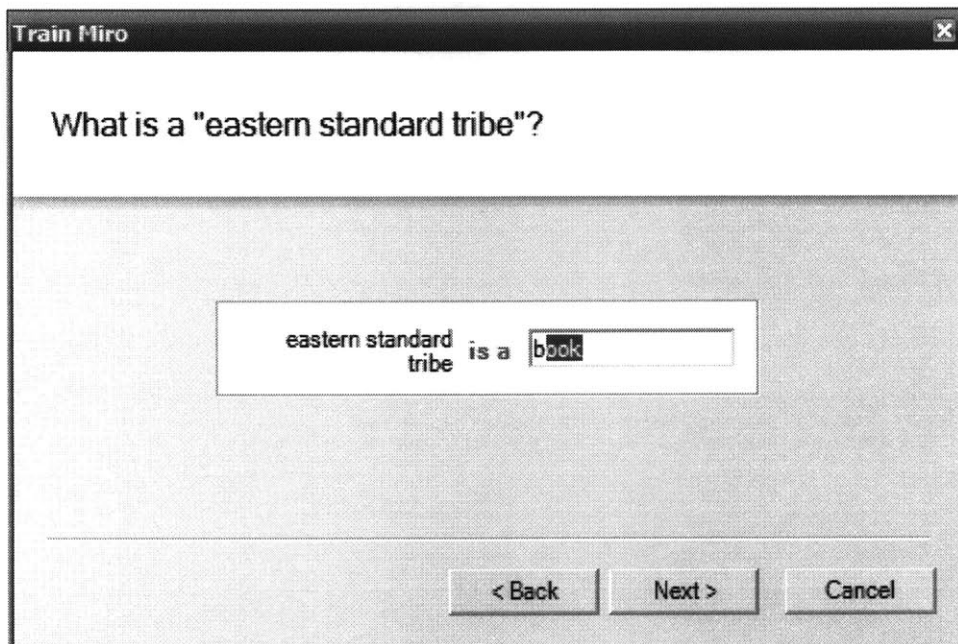 Train Miro
What is a "eastern standard tribe"?
eastern standard
tribe
is a
book
< Back
Next >
Cancel